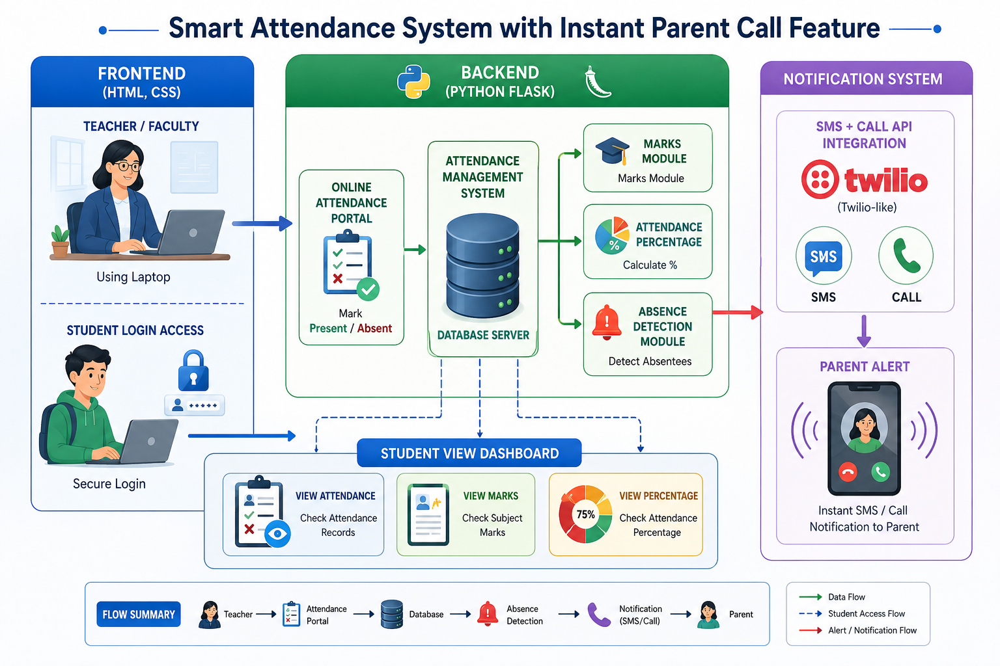 Smart Attendance System with Instant Parent Call Feature
FRONTEND
(HTML, CSS)
TEACHER / FACULTY
Using Laptop
STUDENT LOGIN ACCESS
*****
Secure Login
BACKEND
(PYTHON FLASK)
ONLINE
ATTENDANCE
PORTAL
Mark
Present / Absent
ATTENDANCE
MANAGEMENT
SYSTEM
DATABASE SERVER
MARKS
MODULE
Marks Module
%
ATTENDANCE
PERCENTAGE
Calculate %
ABSENCE
DETECTION
MODULE
Detect Absentees
NOTIFICATION SYSTEM
SMS + CALL API
INTEGRATION
twilio
(Twilio-like)
SMS
SMS
CALL
PARENT ALERT
Instant SMS / Call
Notification to Parent
STUDENT VIEW DASHBOARD
VIEW ATTENDANCE
Check Attendance
Records
VIEW MARKS
Check Subject
Marks
75%
VIEW PERCENTAGE
Check Attendance
Percentage
FLOW SUMMARY
Teacher
Attendance
Portal
Database
Absence
Detection
Notification
(SMS/Call)
Parent
Data Flow
Student Access Flow
Alert / Notification Flow